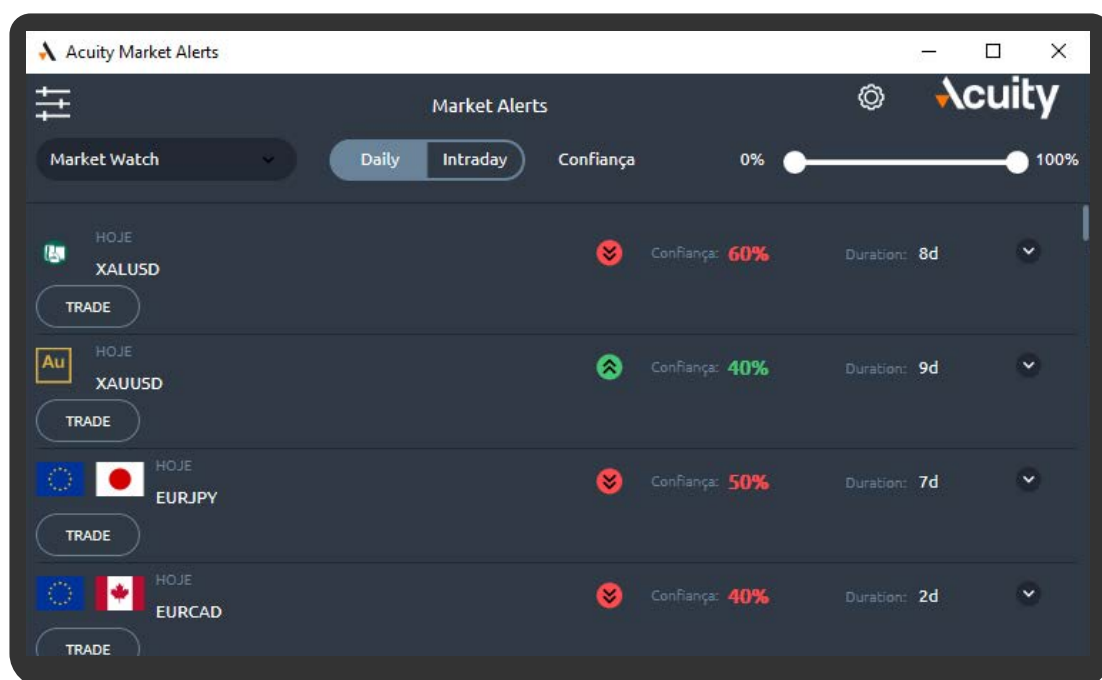 Acuity Market Alerts
Market Alerts
Acuity
Market Watch
Daily Intraday Confiança 0% 100%
HOJE
XALUSD
Confiança: 60% Duration: 8d
TRADE
Au
HOJE
XAUUSD
Confiança: 40% Duration: 9d
TRADE
HOJE
EURJPY
Confiança: 50% Duration: 7d
TRADE
HOJE
EURCAD
Confiança: 40% Duration: 2d
TRADE